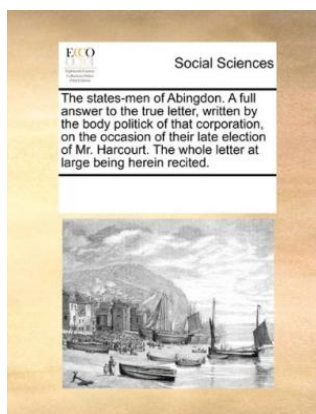 ECCO
Social Sciences
The states-men of Abingdon. A full
answer to the true letter, written by
the body politick of that corporation,
on the occasion of their late election
of Mr. Harcourt. The whole letter at
large being herein recited.